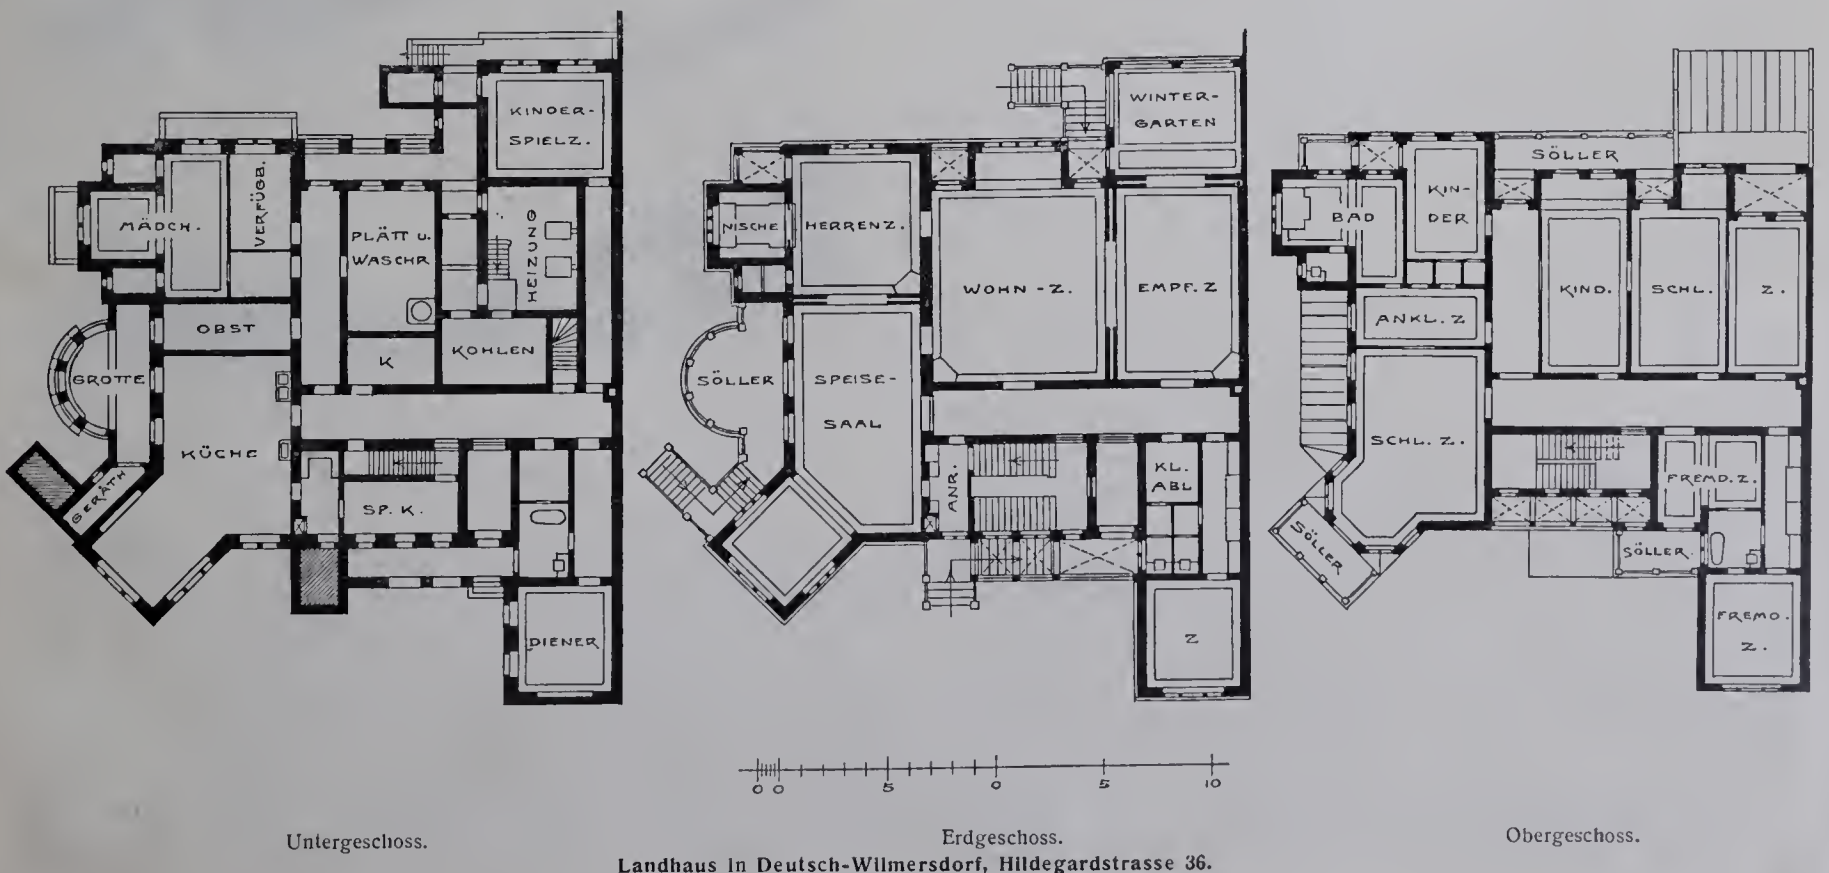 KINDER-
SPIELZ.
MÄDCH.
VERFÜGB.
PLÄTT u.
WASCHR
HEIZUNG
OBST
K
KOHLEN
GROTTE
KÜCHE
GERÄTH
SP. K.
DIENER
Untergeschoss.
WINTER-
GARTEN
NISCHE
HERRENZ.
WOHN-Z.
EMPF. Z
SÖLLER
SPEISE-
SAAL
ANR.
KL.
ABL
Z
0 0 5 0 5 10
Erdgeschoss.
SÖLLER
BAD
KIN-
DER
KIND.
SCHL.
Z.
ANKL. Z
SCHL. Z.
FREMD. Z.
SÖLLER
SÖLLER
FREMD.
Z.
Obergeschoss.
Landhaus in Deutsch-Wilmersdorf, Hildegardstrasse 36.